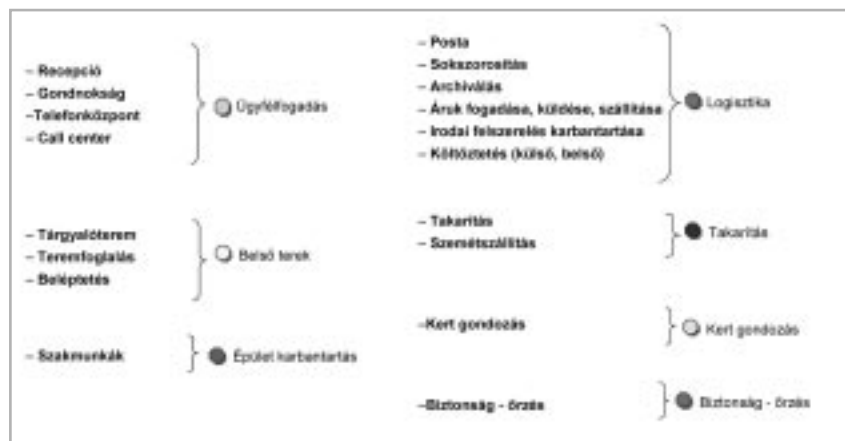 – Recepció
– Gondnokság
–Telefonközpont
– Call center
Ügyfélfogadás
– Tárgyalóterem
– Teremfoglalás
– Beléptetés
Belső terek
– Szakmunkák
Épület karbantartás
– Posta
– Sokszorosítás
– Archiválás
– Áruk fogadása, küldése, szállítása
– Irodai felszerelés karbantartása
– Költöztetés (külső, belső)
Logisztika
– Takarítás
– Szemétszállítás
Takarítás
–Kert gondozás
Kert gondozás
–Biztonság - őrzés
Biztonság - őrzés